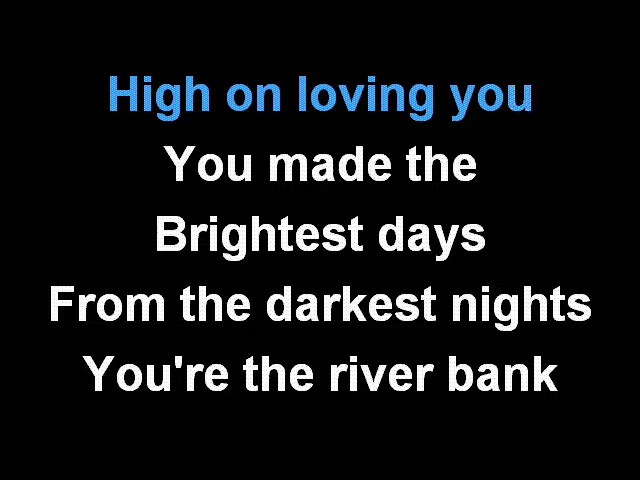 High on loving you
You made the
Brightest days
From the darkest nights
You're the river bank